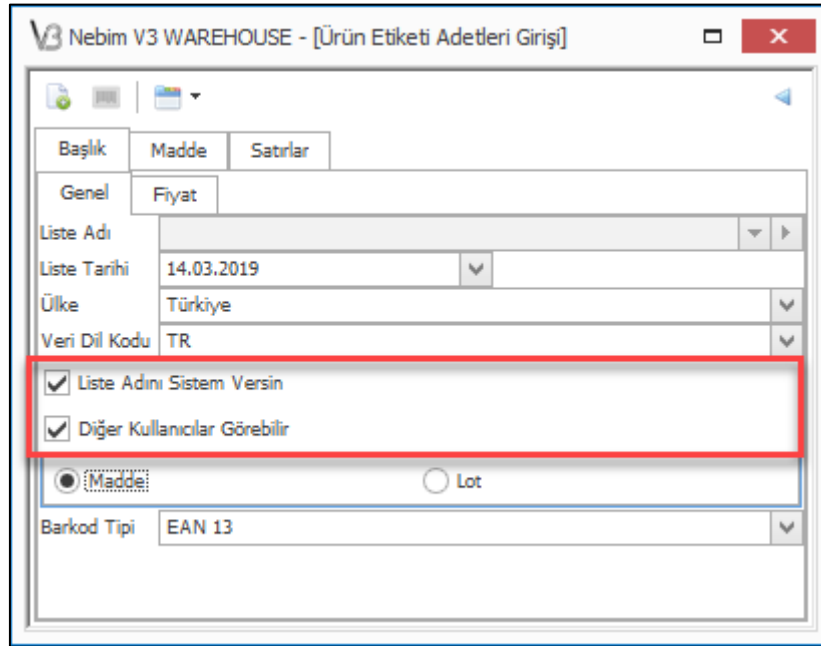 V3 Nebim V3 WAREHOUSE - [Ürün Etiketi Adetleri Girişi]
Başlık Madde Satırlar
Genel Fiyat
Liste Adı
Liste Tarihi 14.03.2019
Ülke Türkiye
Veri Dil Kodu TR
Liste Adını Sistem Versin
Diğer Kullanıcılar Görebilir
Madde Lot
Barkod Tipi EAN 13